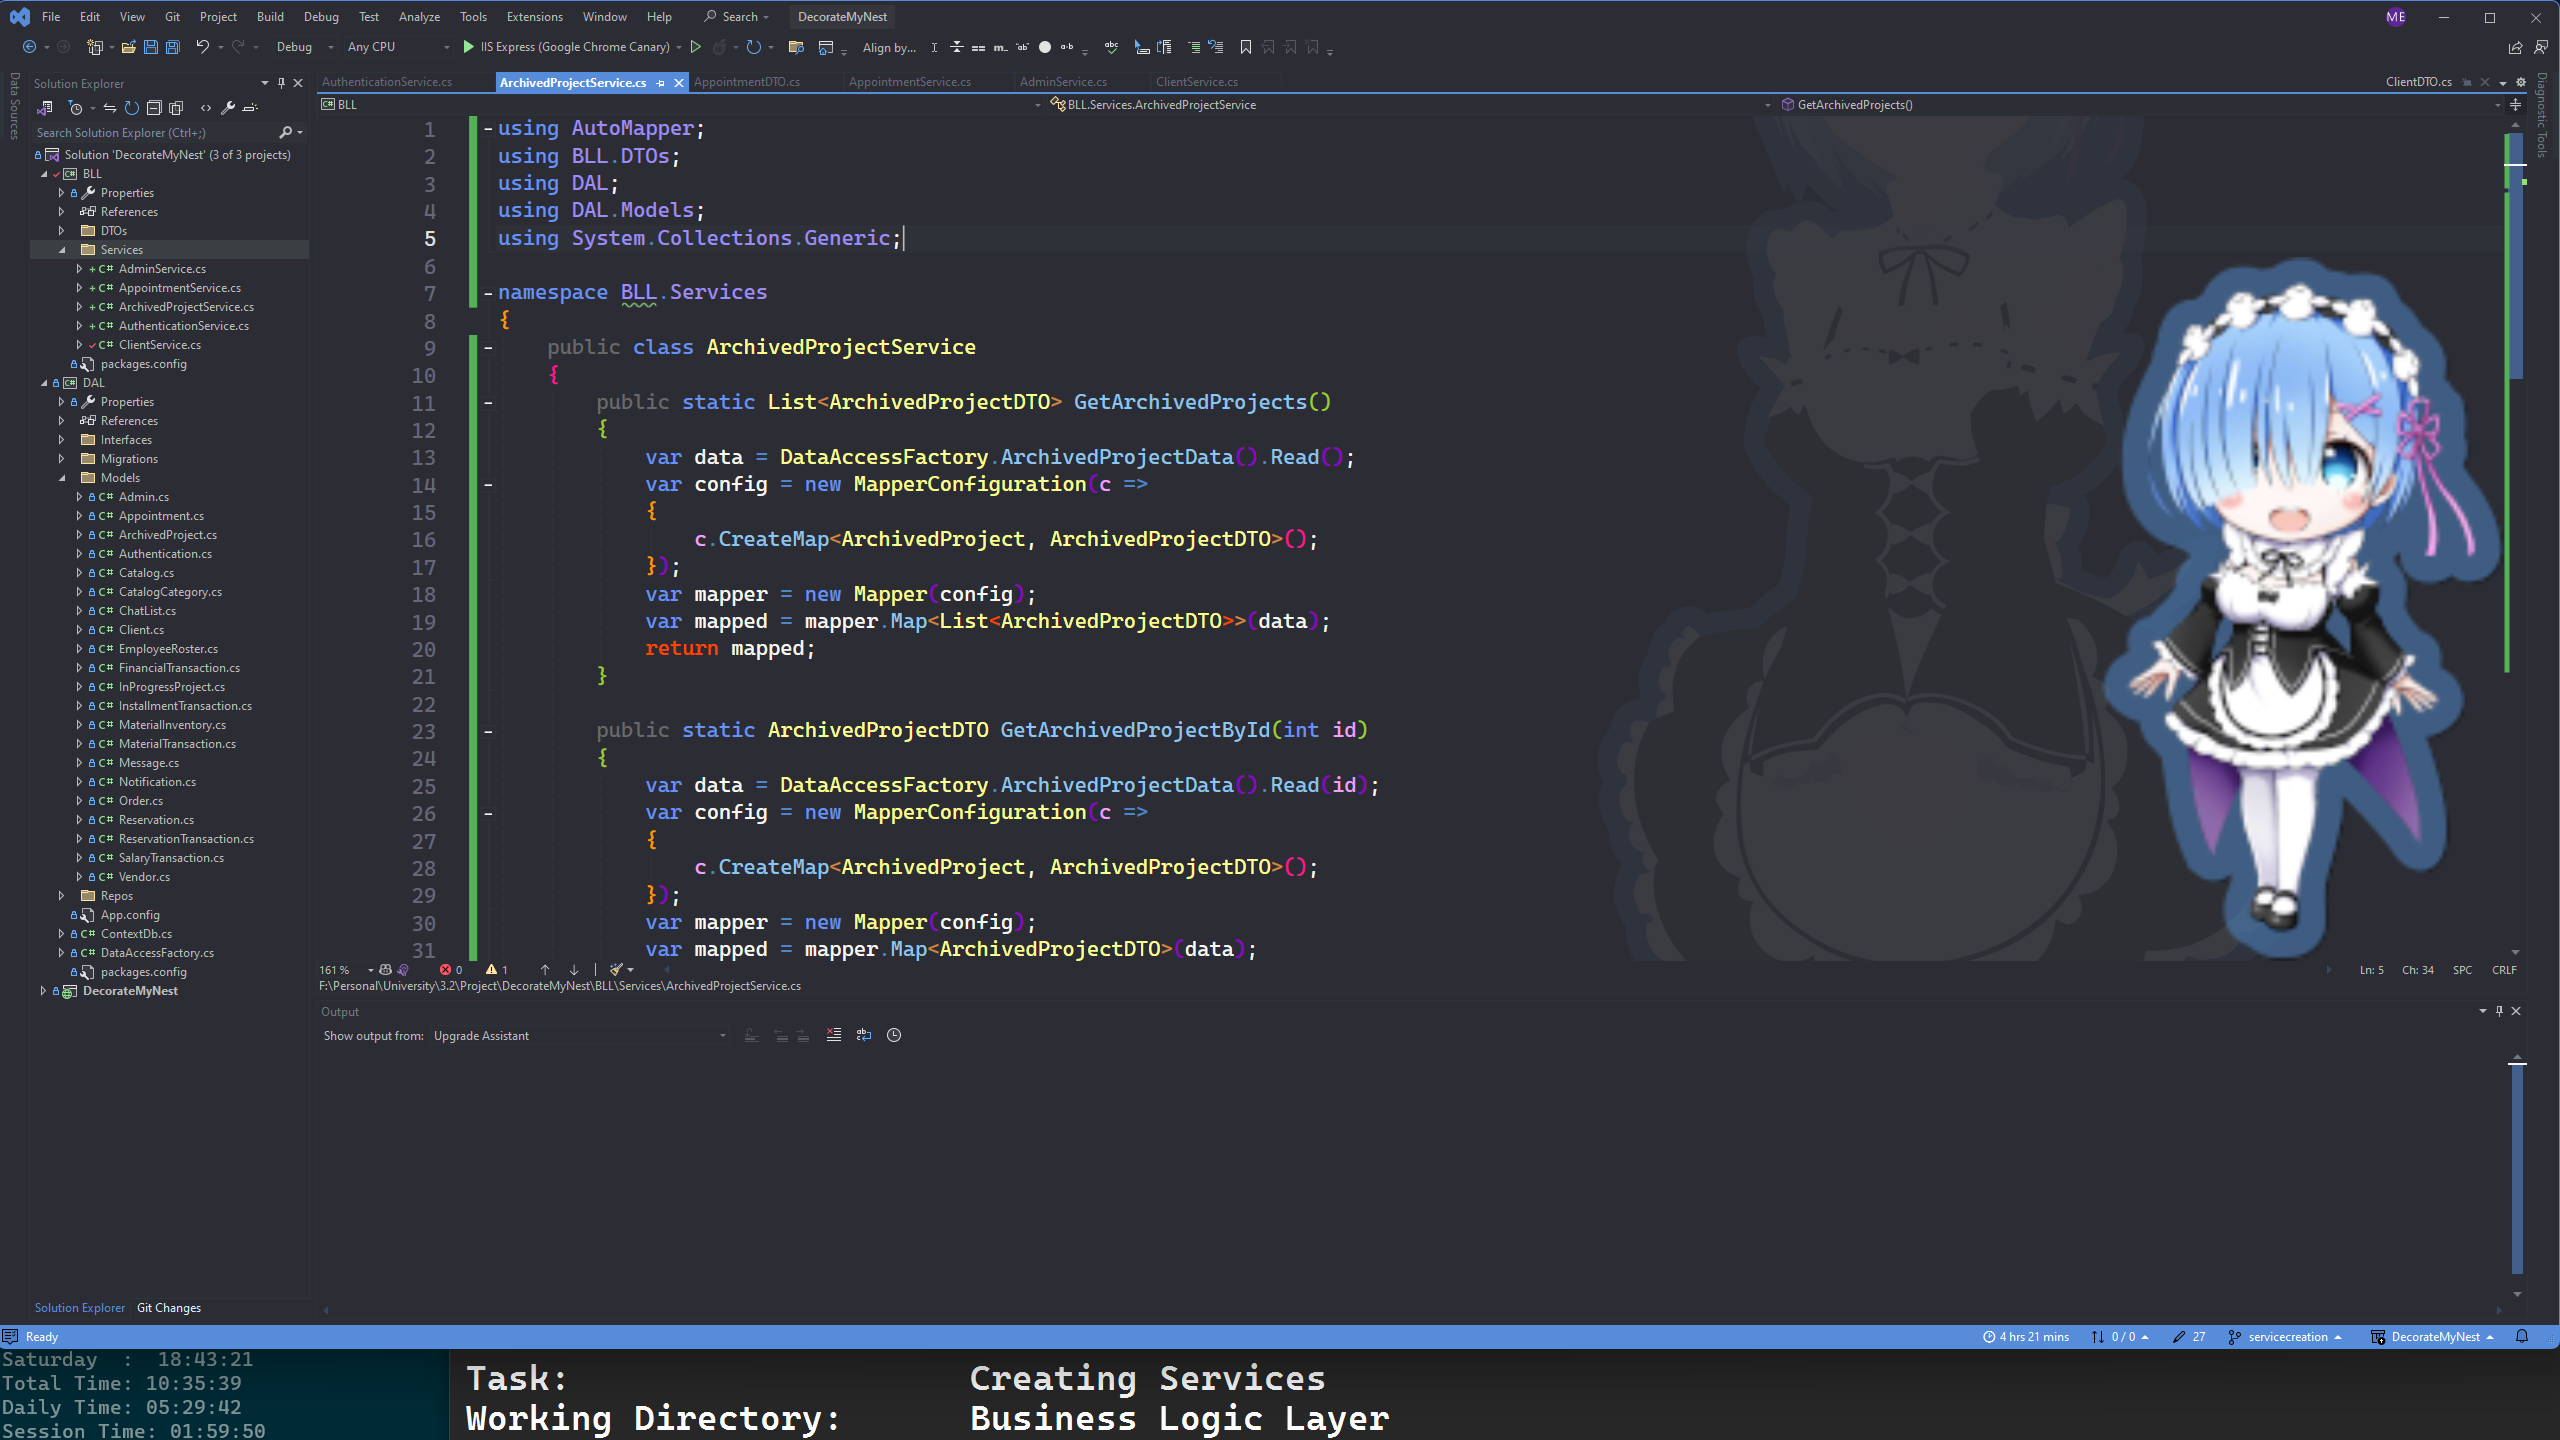 File Edit View Git Project Build Debug Test Analyze Tools Extensions Window Help Search DecorateMyNest ME
Debug Any CPU IIS Express (Google Chrome Canary) Align by...
Data Sources
Solution Explorer
Search Solution Explorer (Ctrl+;)
Solution 'DecorateMyNest' (3 of 3 projects)
BLL
Properties
References
DTOs
Services
AdminService.cs
AppointmentService.cs
ArchivedProjectService.cs
AuthenticationService.cs
ClientService.cs
packages.config
DAL
Properties
References
Interfaces
Migrations
Models
Admin.cs
Appointment.cs
ArchivedProject.cs
Authentication.cs
Catalog.cs
CatalogCategory.cs
ChatList.cs
Client.cs
EmployeeRoster.cs
FinancialTransaction.cs
InProgressProject.cs
InstallmentTransaction.cs
MaterialInventory.cs
MaterialTransaction.cs
Message.cs
Notification.cs
Order.cs
Reservation.cs
ReservationTransaction.cs
SalaryTransaction.cs
Vendor.cs
Repos
App.config
ContextDb.cs
DataAccessFactory.cs
packages.config
DecorateMyNest
Solution Explorer Git Changes
AuthenticationService.cs ArchivedProjectService.cs AppointmentDTO.cs AppointmentService.cs AdminService.cs ClientService.cs ClientDTO.cs
BLL BLL.Services.ArchivedProjectService GetArchivedProjects()
Diagnostic Tools
1 using AutoMapper;
2 using BLL.DTOs;
3 using DAL;
4 using DAL.Models;
5 using System.Collections.Generic;
6
7 namespace BLL.Services
8 {
9 public class ArchivedProjectService
10 {
11 public static List<ArchivedProjectDTO> GetArchivedProjects()
12 {
13 var data = DataAccessFactory.ArchivedProjectData().Read();
14 var config = new MapperConfiguration(c =>
15 {
16 c.CreateMap<ArchivedProject, ArchivedProjectDTO>();
17 });
18 var mapper = new Mapper(config);
19 var mapped = mapper.Map<List<ArchivedProjectDTO>>(data);
20 return mapped;
21 }
22
23 public static ArchivedProjectDTO GetArchivedProjectById(int id)
24 {
25 var data = DataAccessFactory.ArchivedProjectData().Read(id);
26 var config = new MapperConfiguration(c =>
27 {
28 c.CreateMap<ArchivedProject, ArchivedProjectDTO>();
29 });
30 var mapper = new Mapper(config);
31 var mapped = mapper.Map<ArchivedProjectDTO>(data);
161 % 0 1 Ln: 5 Ch: 34 SPC CRLF
F:\Personal\University\3.2\Project\DecorateMyNest\BLL\Services\ArchivedProjectService.cs
Output
Show output from: Upgrade Assistant
Ready 4 hrs 21 mins 0 / 0 27 servicecreation DecorateMyNest
Saturday : 18:43:21
Total Time: 10:35:39
Daily Time: 05:29:42
Session Time: 01:59:50
Task: Creating Services
Working Directory: Business Logic Layer